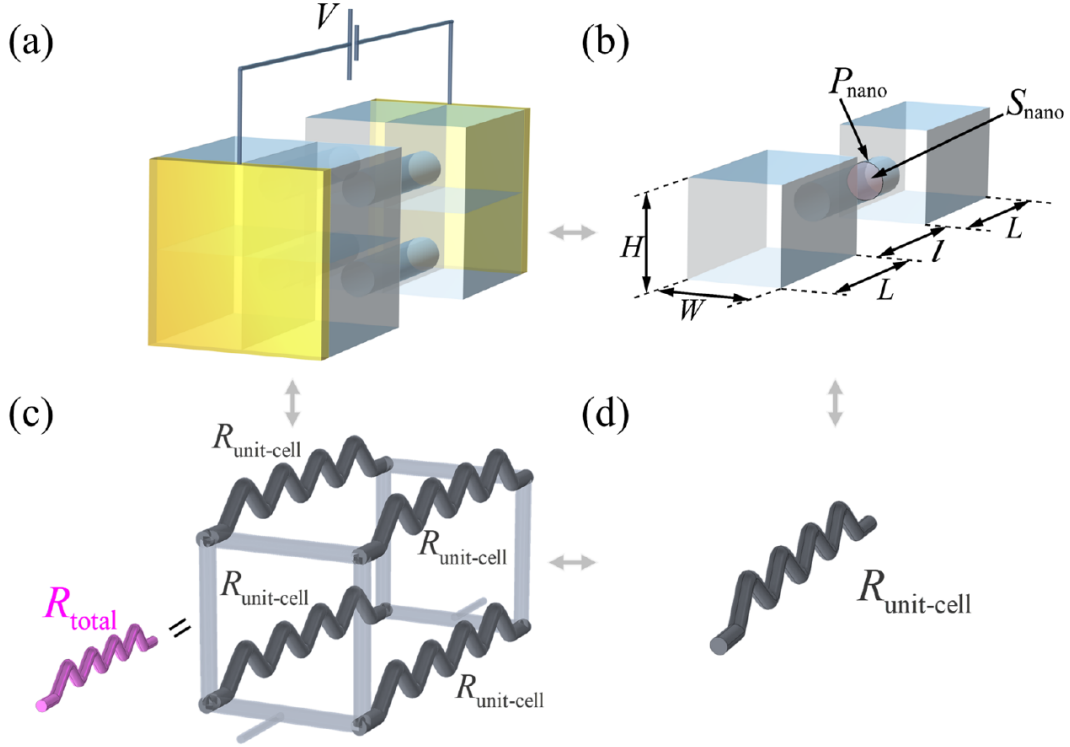 (a)
V
(b)
P_nano
S_nano
H
W
L
l
L
(c)
R_unit-cell
R_unit-cell
R_unit-cell
R_unit-cell
R_total =
(d)
R_unit-cell